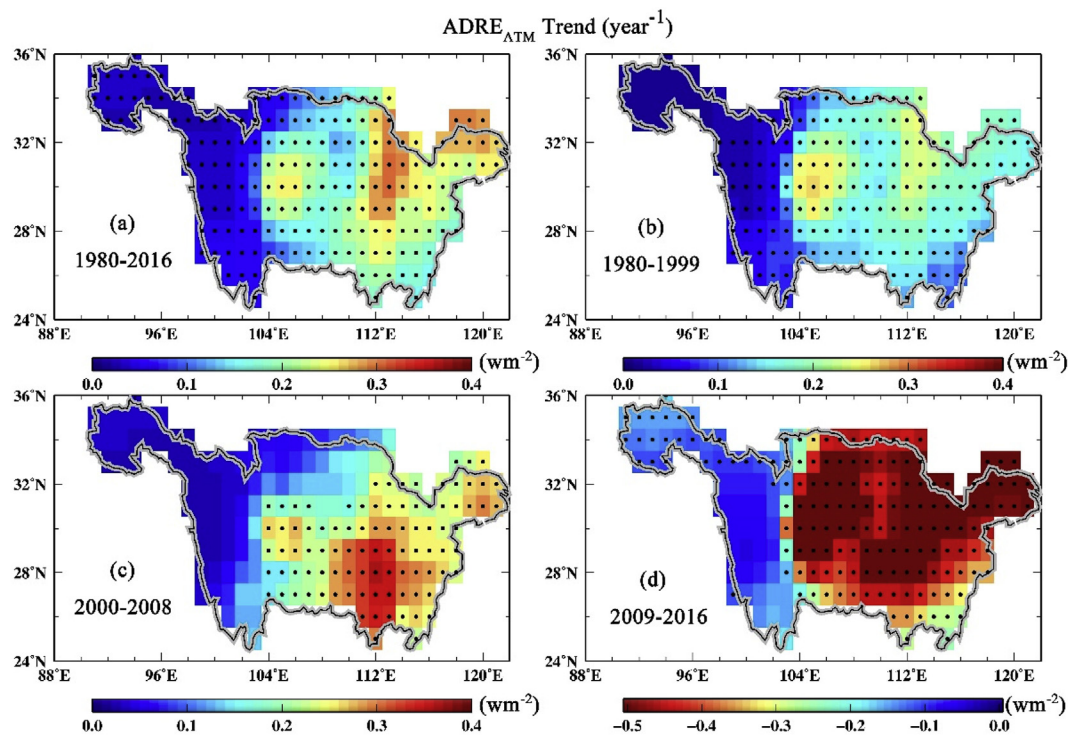 ADRE_ATM Trend (year⁻¹)
36°N
32°N
28°N
24°N
(a)
1980-2016
88°E 96°E 104°E 112°E 120°E
0.0 0.1 0.2 0.3 0.4
(wm⁻²)
36°N
32°N
28°N
24°N
(b)
1980-1999
88°E 96°E 104°E 112°E 120°E
0.0 0.1 0.2 0.3 0.4
(wm⁻²)
36°N
32°N
28°N
24°N
(c)
2000-2008
88°E 96°E 104°E 112°E 120°E
0.0 0.1 0.2 0.3 0.4
(wm⁻²)
36°N
32°N
28°N
24°N
(d)
2009-2016
88°E 96°E 104°E 112°E 120°E
−0.5 −0.4 −0.3 −0.2 −0.1 0.0
(wm⁻²)